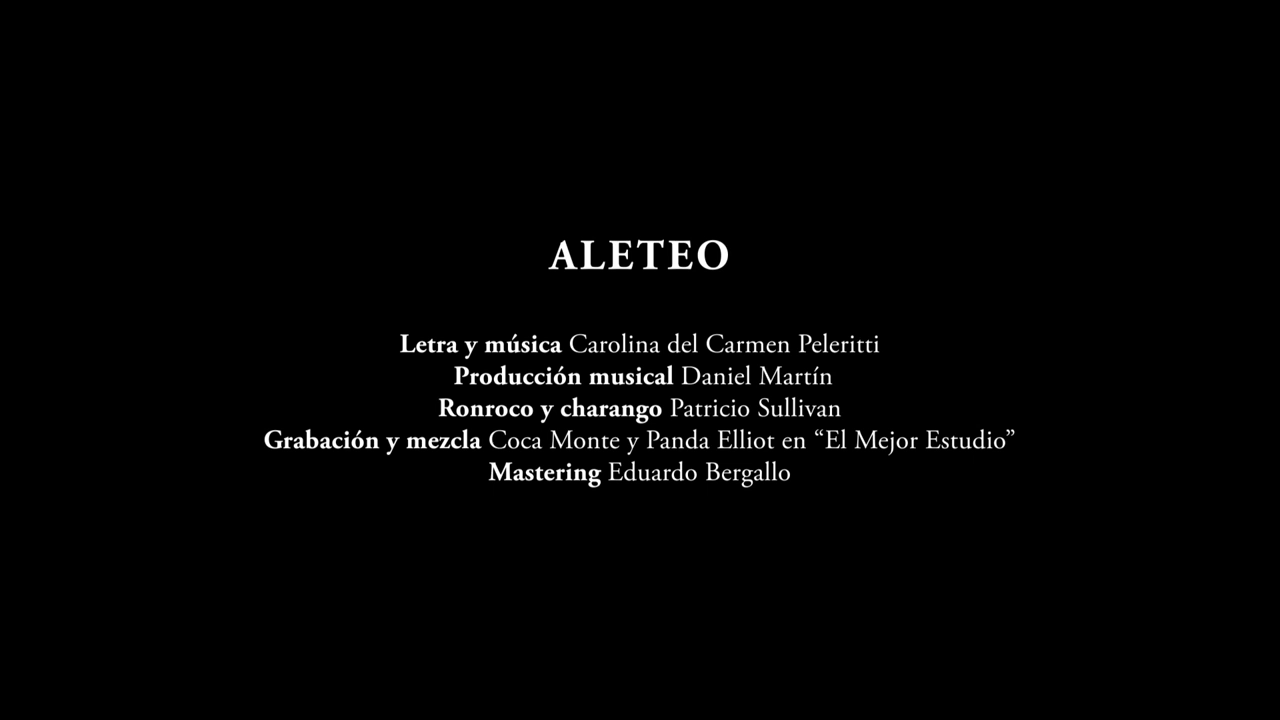 ALETEO
Letra y música Carolina del Carmen Peleritti
Producción musical Daniel Martín
Ronroco y charango Patricio Sullivan
Grabación y mezcla Coca Monte y Panda Elliot en “El Mejor Estudio”
Mastering Eduardo Bergallo